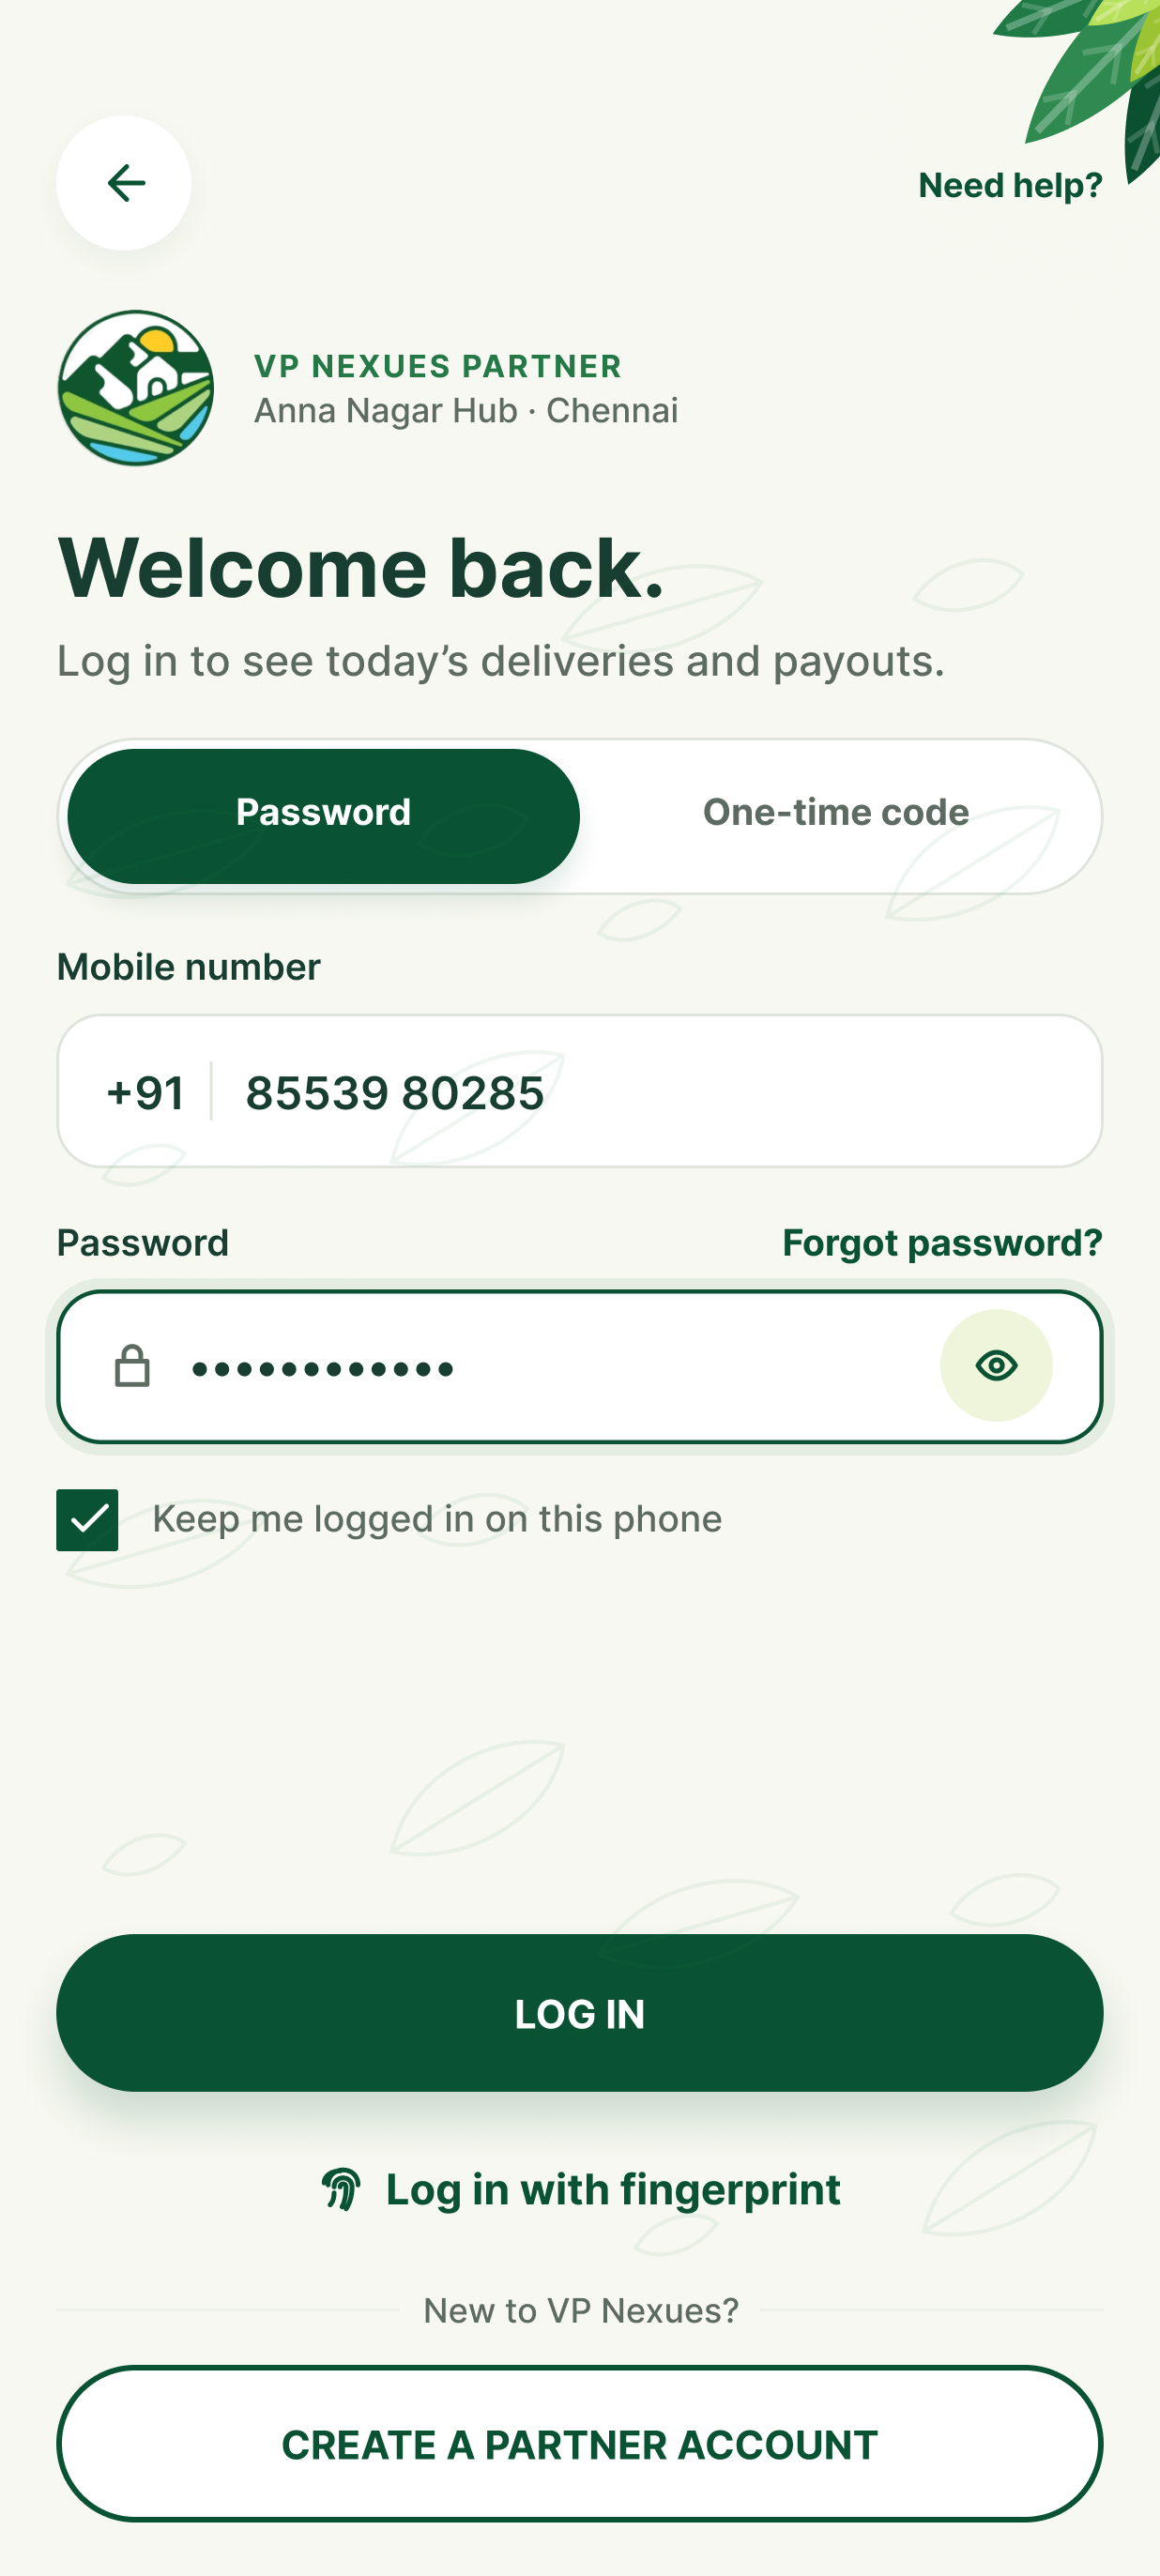 Need help?
VP NEXUES PARTNER
Anna Nagar Hub · Chennai
Welcome back.
Log in to see today’s deliveries and payouts.
Password
One-time code
Mobile number
+91 85539 80285
Password
Forgot password?
••••••••••••
Keep me logged in on this phone
LOG IN
Log in with fingerprint
New to VP Nexues?
CREATE A PARTNER ACCOUNT